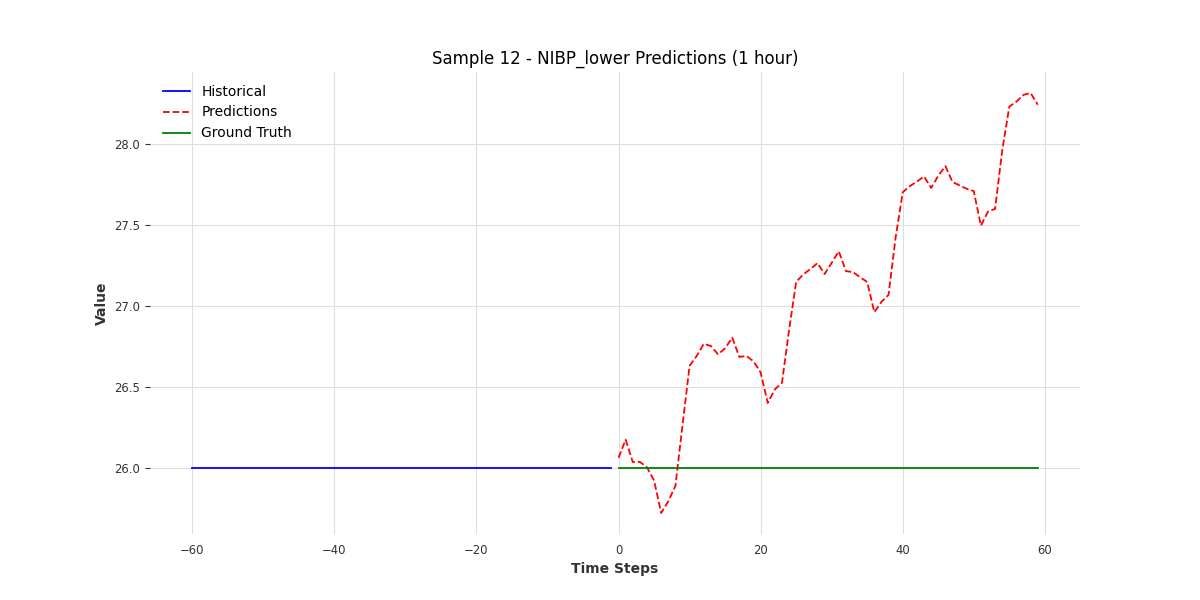 Sample 12 - NIBP_lower Predictions (1 hour)
Historical
Predictions
Ground Truth
28.0
27.5
27.0
26.5
26.0
Value
−60
−40
−20
0
20
40
60
Time Steps